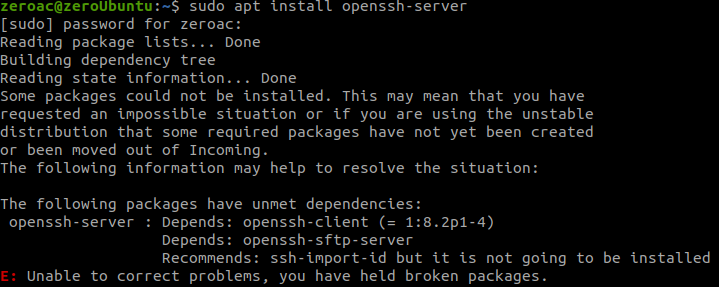 zeroac@zeroUbuntu:~$ sudo apt install openssh-server
[sudo] password for zeroac:
Reading package lists... Done
Building dependency tree
Reading state information... Done
Some packages could not be installed. This may mean that you have
requested an impossible situation or if you are using the unstable
distribution that some required packages have not yet been created
or been moved out of Incoming.
The following information may help to resolve the situation:

The following packages have unmet dependencies:
 openssh-server : Depends: openssh-client (= 1:8.2p1-4)
                  Depends: openssh-sftp-server
                  Recommends: ssh-import-id but it is not going to be installed
E: Unable to correct problems, you have held broken packages.